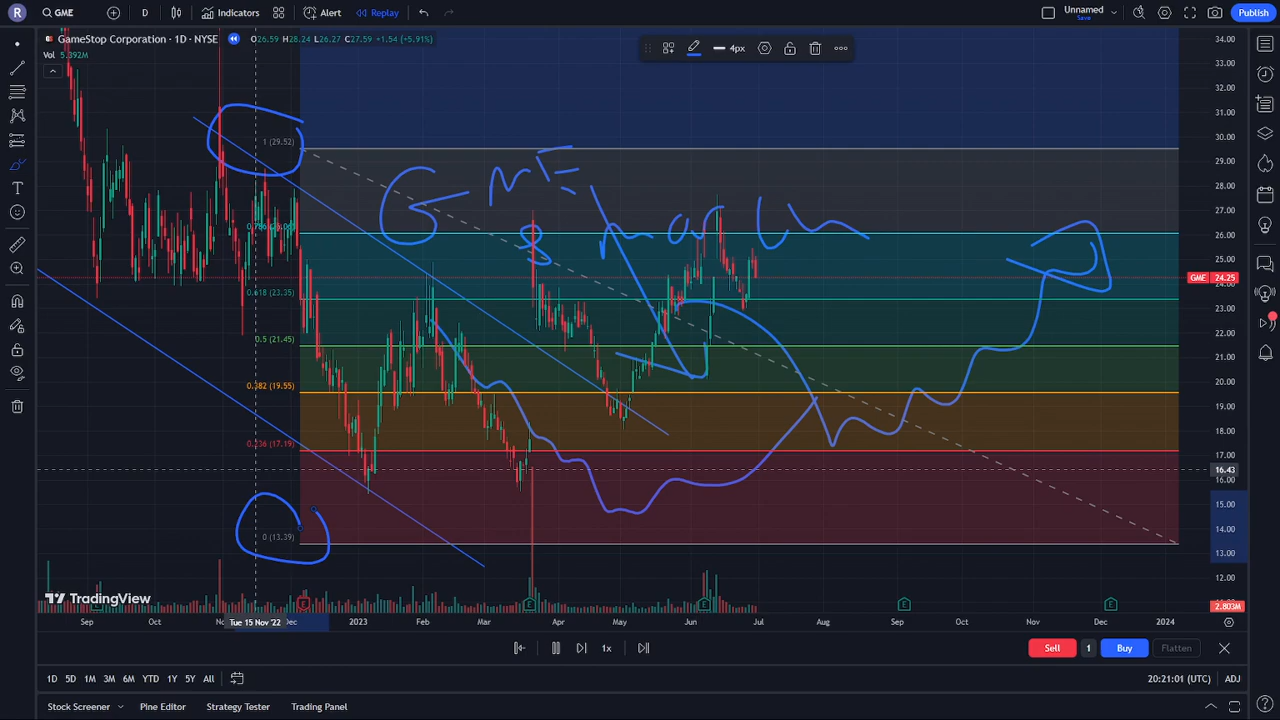 R GME D Indicators Alert Replay Unnamed Save Publish
GameStop Corporation · 1D · NYSE O26.59 H28.24 L26.27 C27.59 +1.54 (+5.91%)
4px
Vol 5.392M
34.00
33.00
32.00
31.00
30.00
1 (29.52)
29.00
28.00
27.00
26.00
25.00
GME 24.25
24.00
0.618 (23.35)
23.00
22.00
0.5 (21.45)
21.00
20.00
0.382 (19.55)
19.00
18.00
0.236 (17.19)
17.00
16.43
16.00
15.00
14.00
0 (13.39)
13.00
12.00
TradingView
2.803M
Sep Oct Tue 15 Nov '22 2023 Feb Mar Apr May Jun Jul Aug Sep Oct Nov Dec 2024
1x Sell 1 Buy Flatten
1D 5D 1M 3M 6M YTD 1Y 5Y All 20:21:01 (UTC) ADJ
Stock Screener Pine Editor Strategy Tester Trading Panel